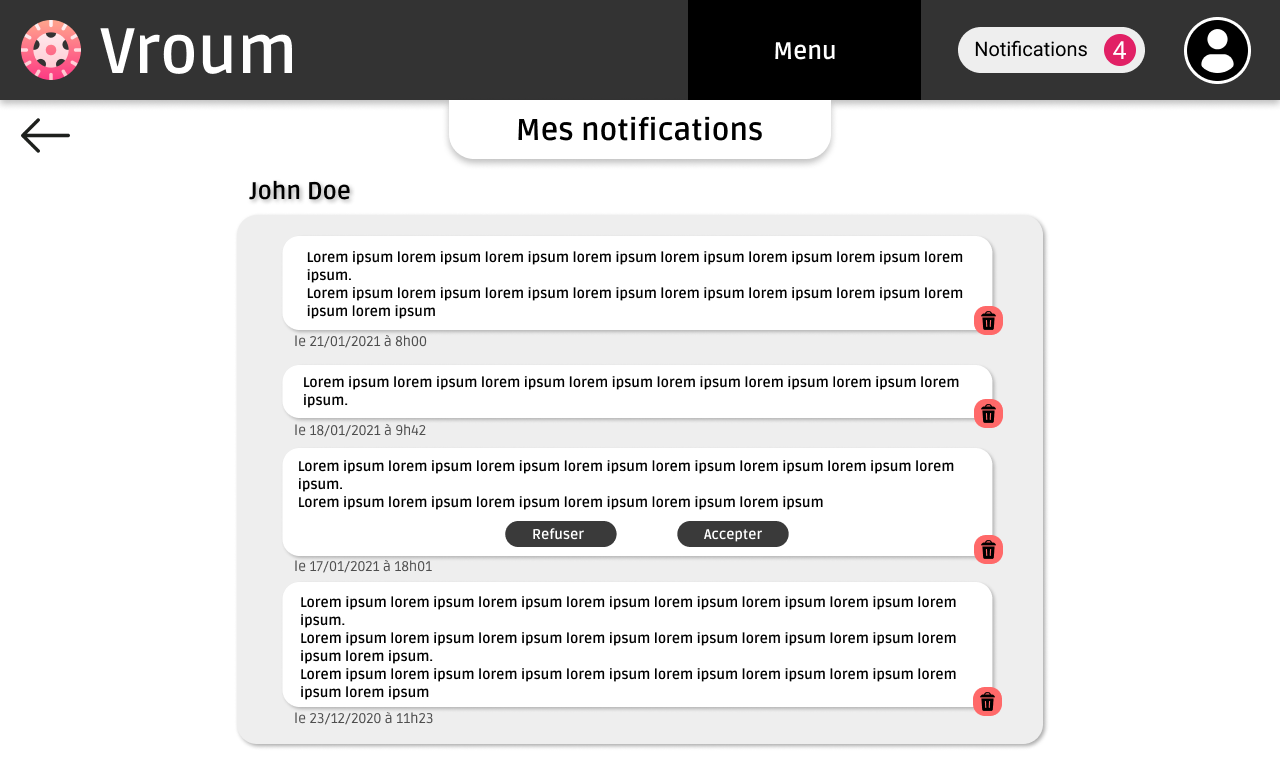 Vroum
Menu
Notifications 4
Mes notifications
John Doe
Lorem ipsum lorem ipsum lorem ipsum lorem ipsum lorem ipsum lorem ipsum lorem ipsum lorem
ipsum.
Lorem ipsum lorem ipsum lorem ipsum lorem ipsum lorem ipsum lorem ipsum lorem ipsum lorem
ipsum lorem ipsum
le 21/01/2021 à 8h00
Lorem ipsum lorem ipsum lorem ipsum lorem ipsum lorem ipsum lorem ipsum lorem ipsum lorem
ipsum.
le 18/01/2021 à 9h42
Lorem ipsum lorem ipsum lorem ipsum lorem ipsum lorem ipsum lorem ipsum lorem ipsum lorem
ipsum.
Lorem ipsum lorem ipsum lorem ipsum lorem ipsum lorem ipsum lorem ipsum
Refuser
Accepter
le 17/01/2021 à 18h01
Lorem ipsum lorem ipsum lorem ipsum lorem ipsum lorem ipsum lorem ipsum lorem ipsum lorem
ipsum.
Lorem ipsum lorem ipsum lorem ipsum lorem ipsum lorem ipsum lorem ipsum lorem ipsum lorem
ipsum lorem ipsum.
Lorem ipsum lorem ipsum lorem ipsum lorem ipsum lorem ipsum lorem ipsum lorem ipsum lorem
ipsum lorem ipsum
le 23/12/2020 à 11h23